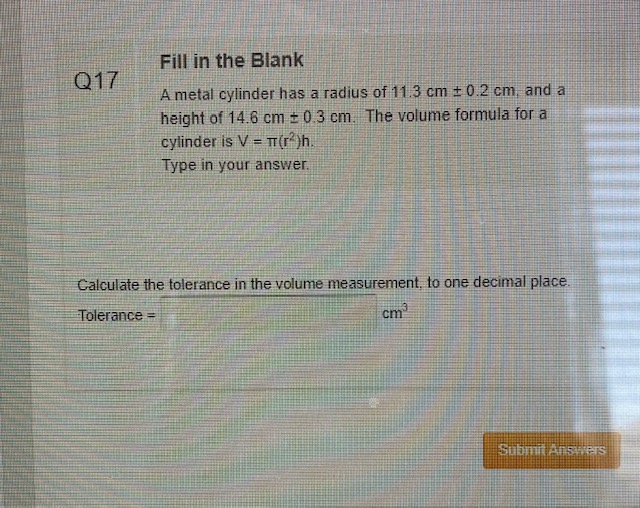 Fill in the Blank
Q17
A metal cylinder has a radius of 11.3 cm ± 0.2 cm, and a
height of 14.6 cm ± 0.3 cm. The volume formula for a
cylinder is V = π(r²)h.
Type in your answer.
Calculate the tolerance in the volume measurement, to one decimal place.
Tolerance =
cm³
Submit Answers